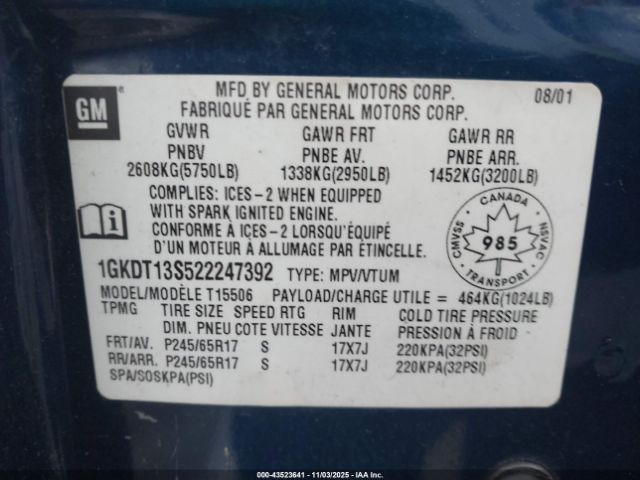 GM
MFD BY GENERAL MOTORS CORP. 08/01
FABRIQUÉ PAR GENERAL MOTORS CORP.
GVWR GAWR FRT GAWR RR
PNBV PNBE AV. PNBE ARR.
2608KG(5750LB) 1338KG(2950LB) 1452KG(3200LB)
COMPLIES: ICES-2 WHEN EQUIPPED
WITH SPARK IGNITED ENGINE.
CONFORME À ICES-2 LORSQU'ÉQUIPÉ
D'UN MOTEUR À ALLUMAGE PAR ÉTINCELLE.
CANADA
CMVSS 985 NSVAC
TRANSPORT
1GKDT13S522247392 TYPE: MPV/VTUM
MODEL/MODÈLE T15506 PAYLOAD/CHARGE UTILE = 464KG(1024LB)
TPMG TIRE SIZE SPEED RTG RIM COLD TIRE PRESSURE
DIM. PNEU COTE VITESSE JANTE PRESSION À FROID
FRT/AV. P245/65R17 S 17X7J 220KPA(32PSI)
RR/ARR. P245/65R17 S 17X7J 220KPA(32PSI)
SPA/SOSKPA(PSI)
000-43523641 - 11/03/2025 - IAAI.CA